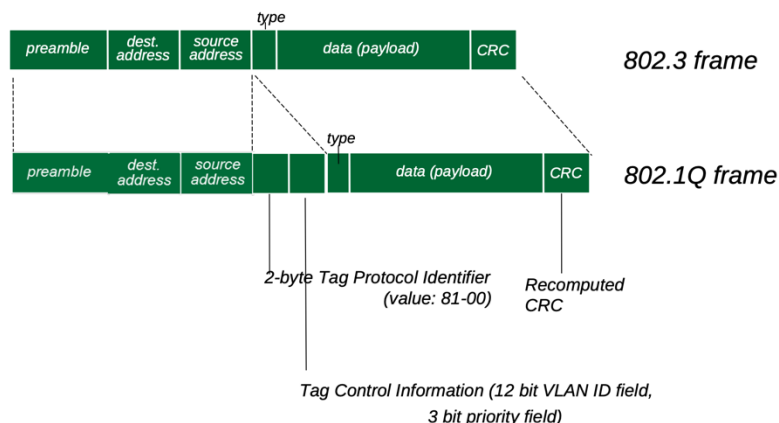 type
preamble
dest.
address
source
address
data (payload)
CRC
802.3 frame
type
preamble
dest.
address
source
address
data (payload)
CRC
802.1Q frame
2-byte Tag Protocol Identifier
(value: 81-00)
Recomputed
CRC
Tag Control Information (12 bit VLAN ID field,
3 bit priority field)